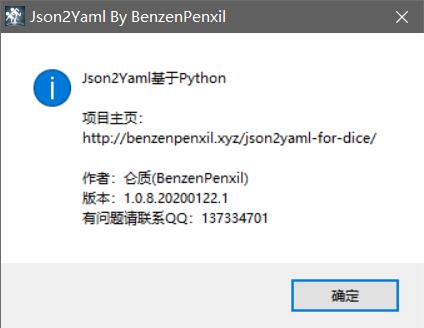 Json2Yaml By BenzenPenxil
Json2Yaml基于Python
项目主页：
http://benzenpenxil.xyz/json2yaml-for-dice/
作者：仑质(BenzenPenxil)
版本：1.0.8.20200122.1
有问题请联系QQ：137334701
确定